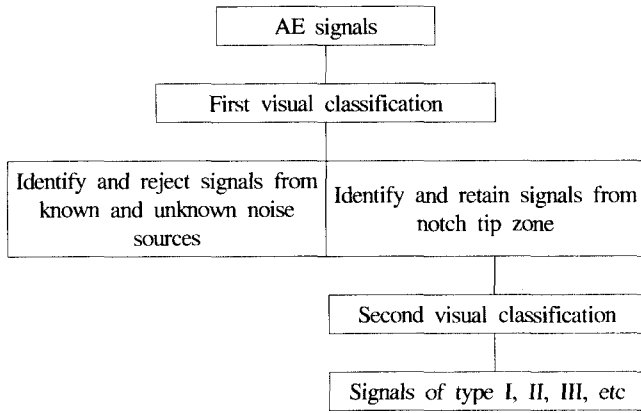 AE signals
First visual classification
Identify and reject signals from
known and unknown noise
sources
Identify and retain signals from
notch tip zone
Second visual classification
Signals of type I, II, III, etc